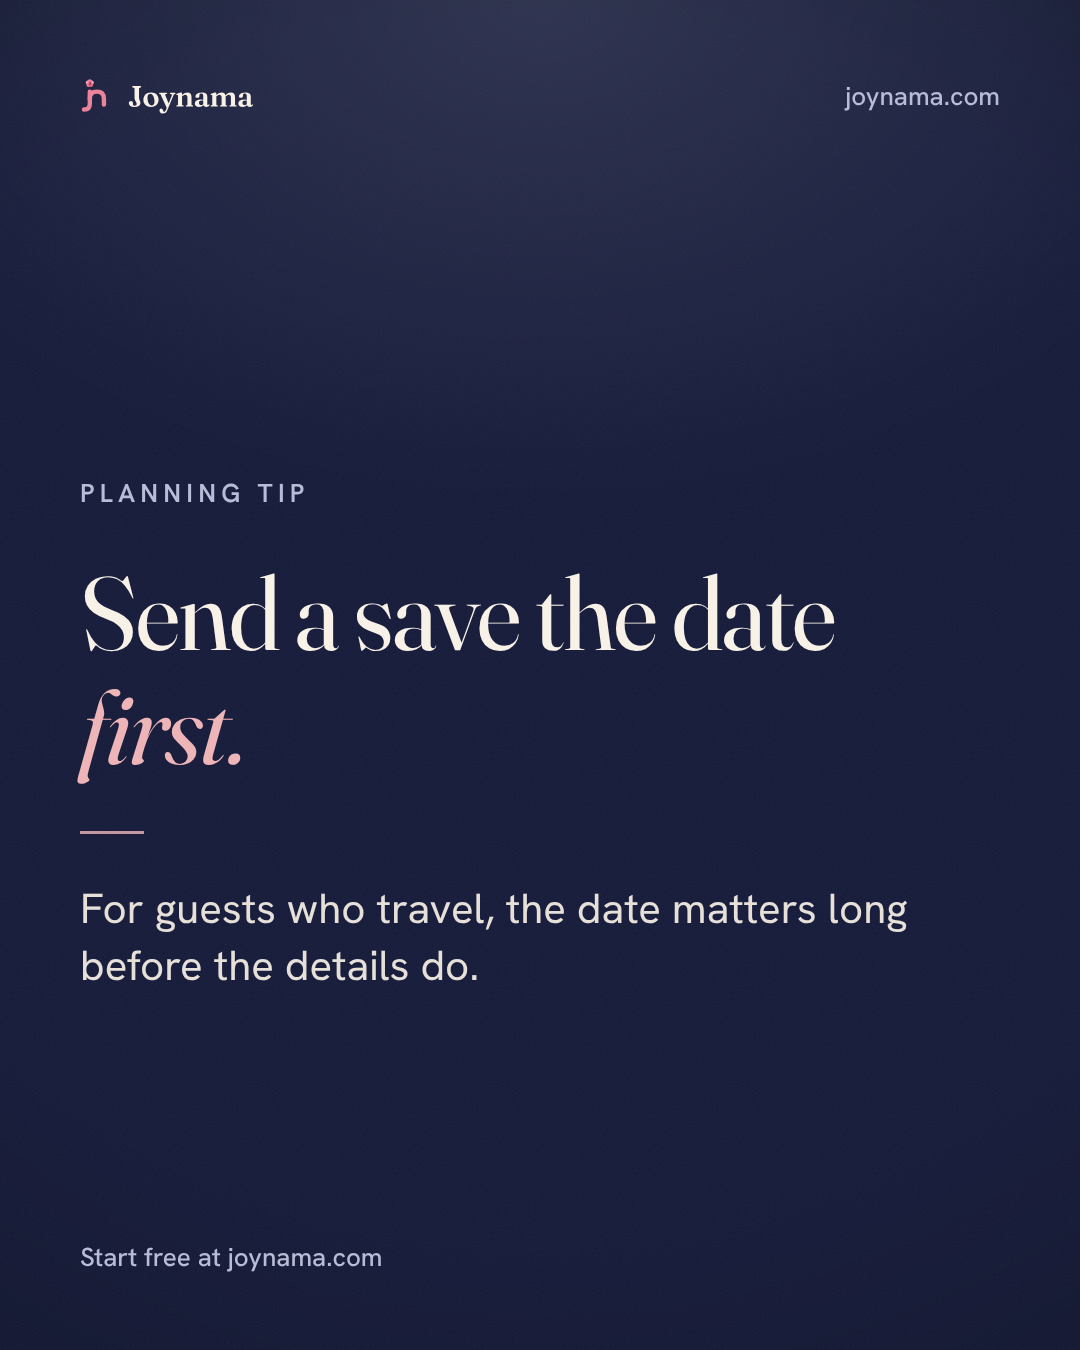 Joynama
joynama.com
PLANNING TIP
Send a save the date
first.
For guests who travel, the date matters long
before the details do.
Start free at joynama.com